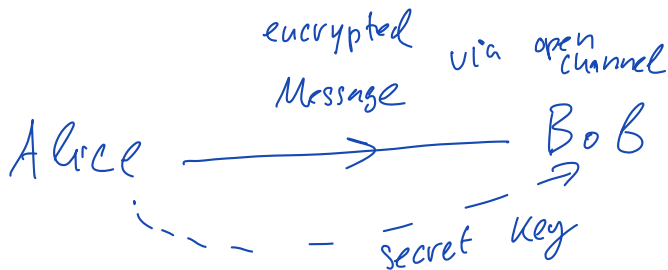 encrypted
Message via open
channel
Alice Bob
secret key